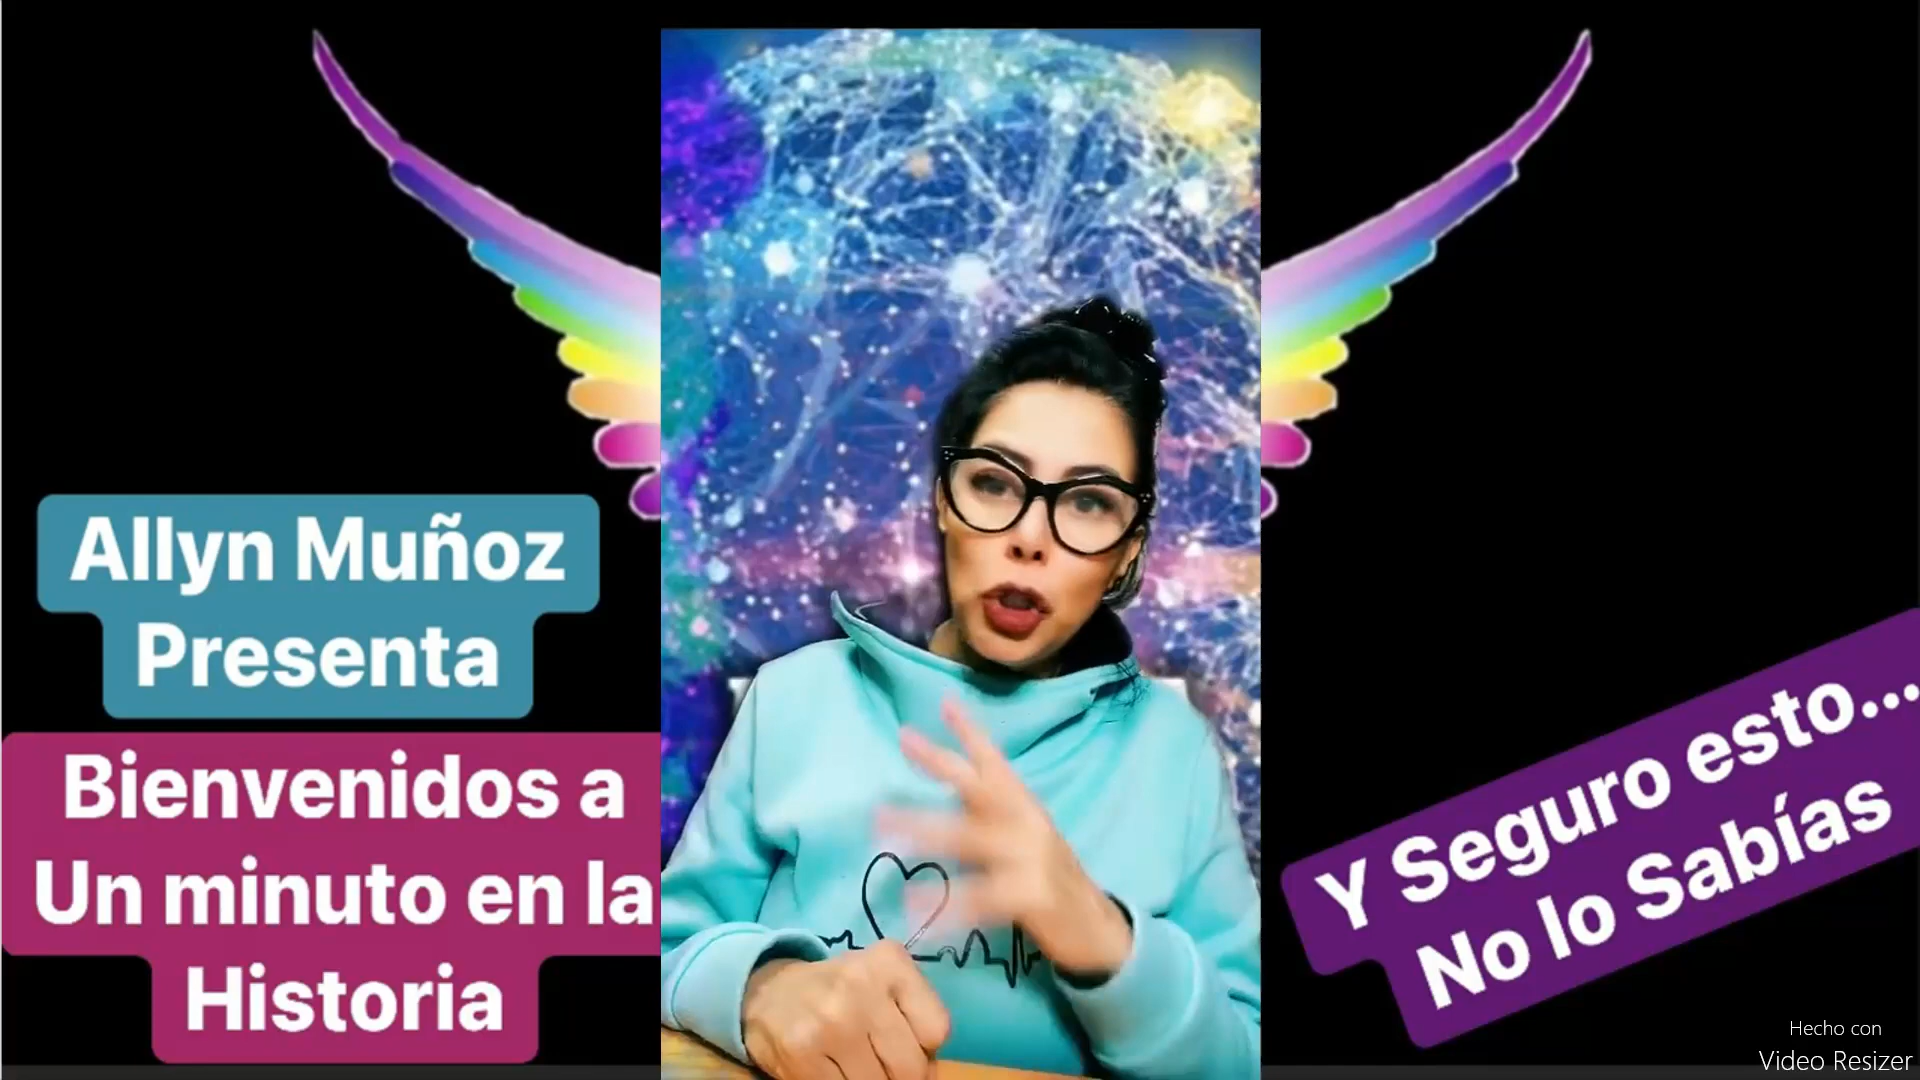 Allyn Muñoz
Presenta
Bienvenidos a
Un minuto en la
Historia
Y Seguro esto...
No lo Sabías
Hecho con
Video Resizer